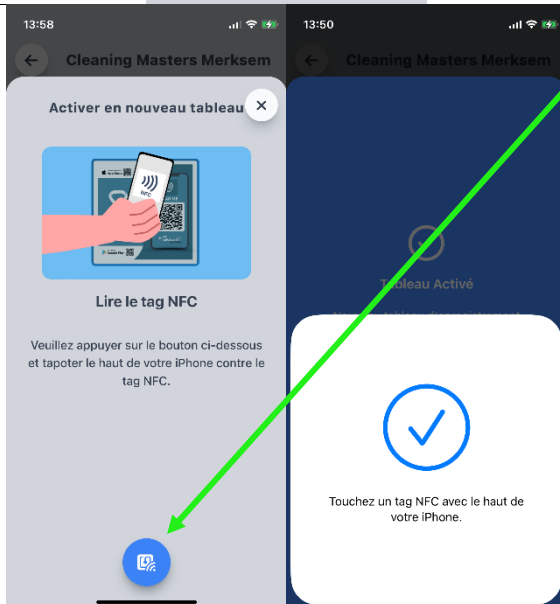 13:58
Cleaning Masters Merksem
Activer en nouveau tableau
NFC
Lire le tag NFC
Veuillez appuyer sur le bouton ci-dessous
et tapoter le haut de votre iPhone contre le
tag NFC.
13:50
Cleaning Masters Merksem
Tableau Activé
Touchez un tag NFC avec le haut de
votre iPhone.